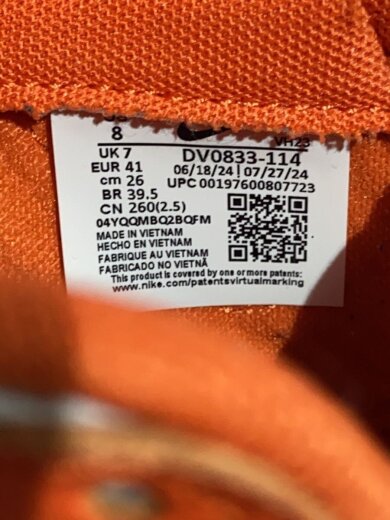 8
VH23
UK 7
DV0833-114
EUR 41
06/18/24 | 07/27/24
cm 26
UPC 00197600807723
BR 39.5
CN 260(2.5)
04YQQMBQ2BQFM
MADE IN VIETNAM
HECHO EN VIETNAM
FABRIQUE AU VIETNAM
FABRICADO NO VIETNÃ
This product is covered by one or more patents:
www.nike.com/patentsvirtualmarking